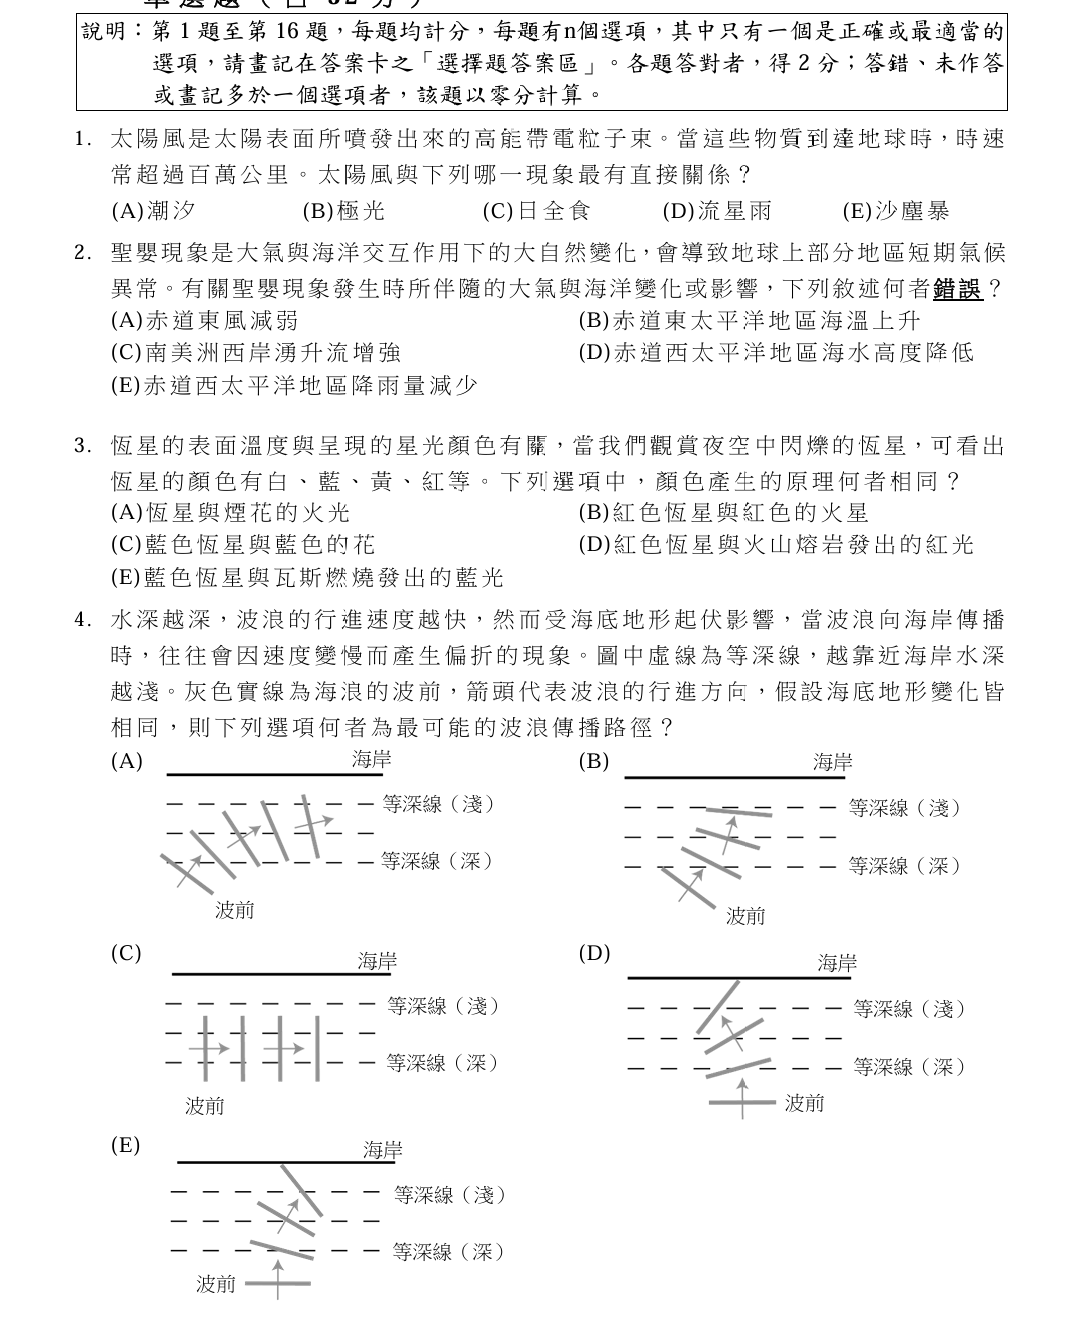 說明：第 1 題至第 16 題，每題均計分，每題有n個選項，其中只有一個是正確或最適當的
選項，請畫記在答案卡之「選擇題答案區」。各題答對者，得 2 分；答錯、未作答
或畫記多於一個選項者，該題以零分計算。
1. 太陽風是太陽表面所噴發出來的高能帶電粒子束。當這些物質到達地球時，時速
常超過百萬公里。太陽風與下列哪一現象最有直接關係？
(A)潮汐 (B)極光 (C)日全食 (D)流星雨 (E)沙塵暴
2. 聖嬰現象是大氣與海洋交互作用下的大自然變化，會導致地球上部分地區短期氣候
異常。有關聖嬰現象發生時所伴隨的大氣與海洋變化或影響，下列敘述何者錯誤？
(A)赤道東風減弱 (B)赤道東太平洋地區海溫上升
(C)南美洲西岸湧升流增強 (D)赤道西太平洋地區海水高度降低
(E)赤道西太平洋地區降雨量減少
3. 恆星的表面溫度與呈現的星光顏色有關，當我們觀賞夜空中閃爍的恆星，可看出
恆星的顏色有白、藍、黃、紅等。下列選項中，顏色產生的原理何者相同？
(A)恆星與煙花的火光 (B)紅色恆星與紅色的火星
(C)藍色恆星與藍色的花 (D)紅色恆星與火山熔岩發出的紅光
(E)藍色恆星與瓦斯燃燒發出的藍光
4. 水深越深，波浪的行進速度越快，然而受海底地形起伏影響，當波浪向海岸傳播
時，往往會因速度變慢而產生偏折的現象。圖中虛線為等深線，越靠近海岸水深
越淺。灰色實線為海浪的波前，箭頭代表波浪的行進方向，假設海底地形變化皆
相同，則下列選項何者為最可能的波浪傳播路徑？
(A) 海岸
等深線（淺）
等深線（深）
波前
(B) 海岸
等深線（淺）
等深線（深）
波前
(C) 海岸
等深線（淺）
等深線（深）
波前
(D) 海岸
等深線（淺）
等深線（深）
波前
(E) 海岸
等深線（淺）
等深線（深）
波前